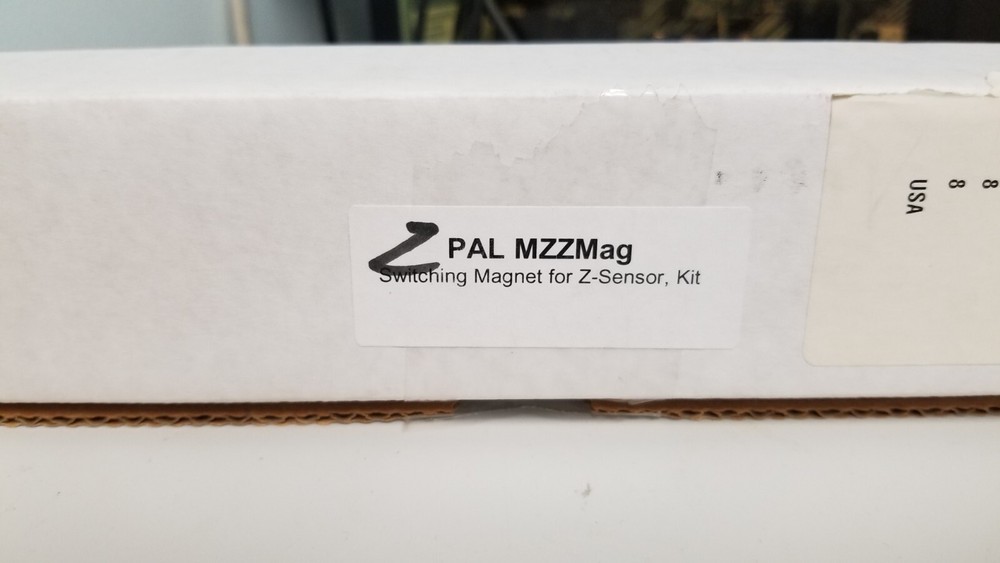 Z PAL MZZMag
Switching Magnet for Z-Sensor, Kit
8
8
USA